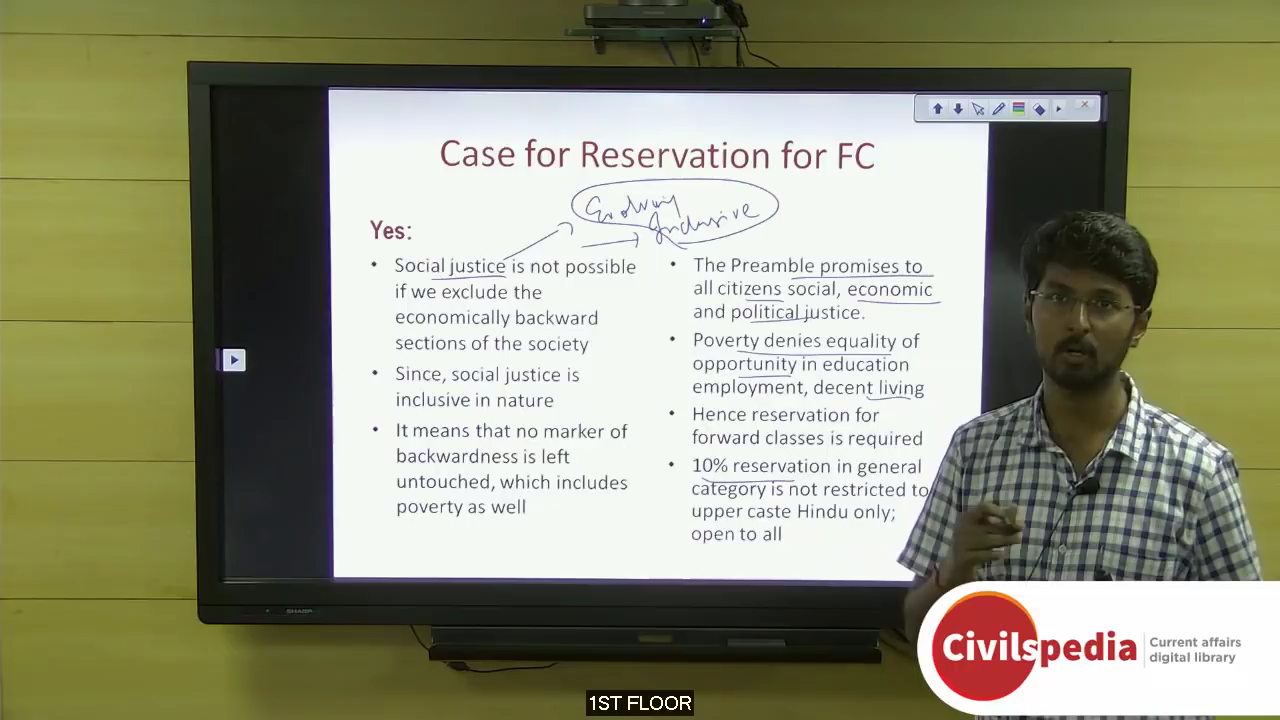 Case for Reservation for FC
Evolving
Inclusive
Yes:
• Social justice is not possible
if we exclude the
economically backward
sections of the society
• Since, social justice is
inclusive in nature
• It means that no marker of
backwardness is left
untouched, which includes
poverty as well
• The Preamble promises to
all citizens social, economic
and political justice.
• Poverty denies equality of
opportunity in education
employment, decent living
• Hence reservation for
forward classes is required
• 10% reservation in general
category is not restricted to
upper caste Hindu only;
open to all
SHARP
Civilspedia
Current affairs
digital library
1ST FLOOR